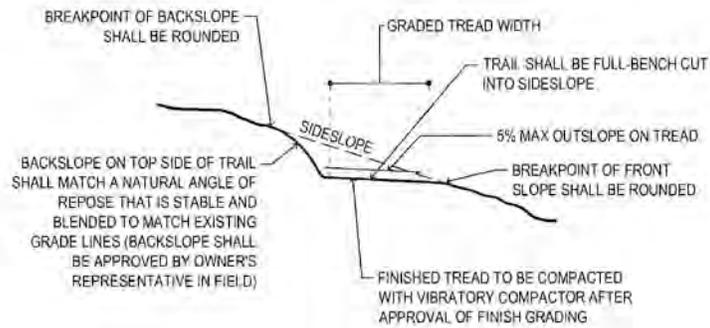 BREAKPOINT OF BACKSLOPE
SHALL BE ROUNDED
GRADED TREAD WIDTH
TRAIL SHALL BE FULL-BENCH CUT
INTO SIDESLOPE
SIDESLOPE
5% MAX OUTSLOPE ON TREAD
BACKSLOPE ON TOP SIDE OF TRAIL
SHALL MATCH A NATURAL ANGLE OF
REPOSE THAT IS STABLE AND
BLENDED TO MATCH EXISTING
GRADE LINES (BACKSLOPE SHALL
BE APPROVED BY OWNER'S
REPRESENTATIVE IN FIELD)
BREAKPOINT OF FRONT
SLOPE SHALL BE ROUNDED
FINISHED TREAD TO BE COMPACTED
WITH VIBRATORY COMPACTOR AFTER
APPROVAL OF FINISH GRADING